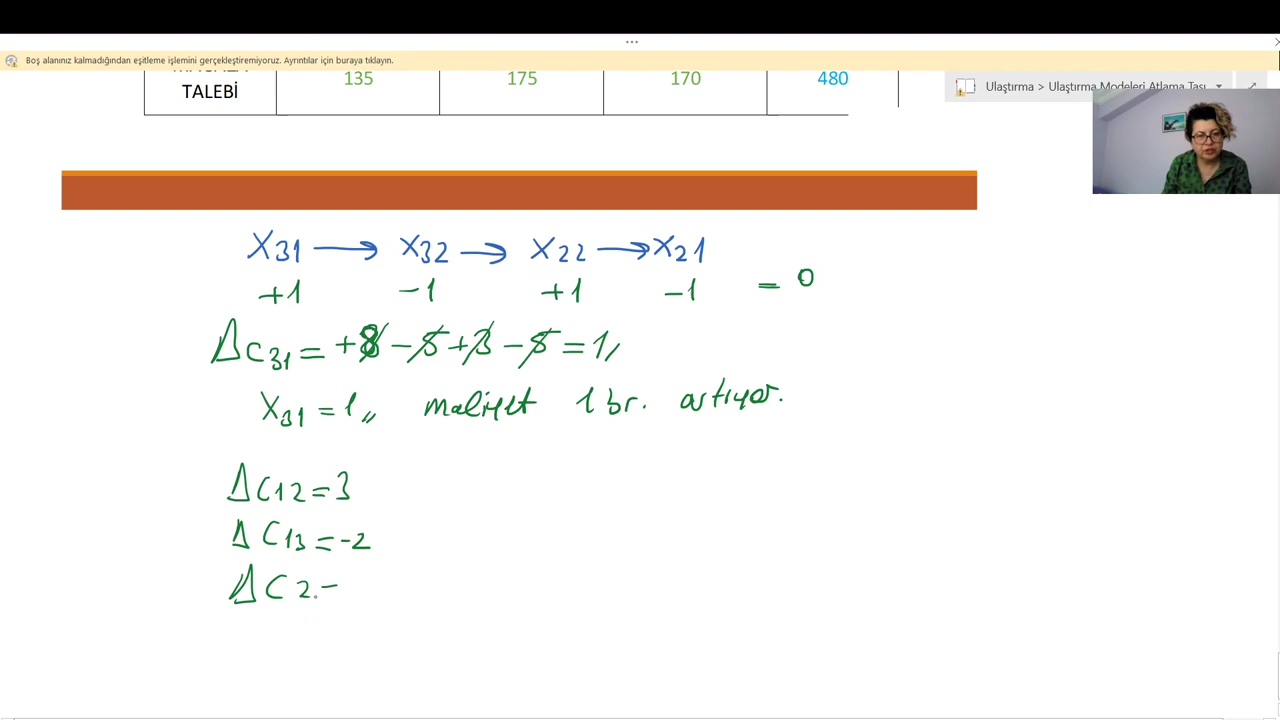 Boş alanınız kalmadığından eşitleme işlemini gerçekleştiremiyoruz. Ayrıntılar için buraya tıklayın.
TALEBİ 135 175 170 480
Ulaştırma > Ulaştırma Modeleri Atlama Taşı
X31 → X32 → X22 → X21
+1 -1 +1 -1 = 0
ΔC31 = +8 - 5 + 3 - 5 = 1,,
X31 = 1,, maliyet 1 br. artıyor.
ΔC12 = 3
ΔC13 = -2
ΔC2